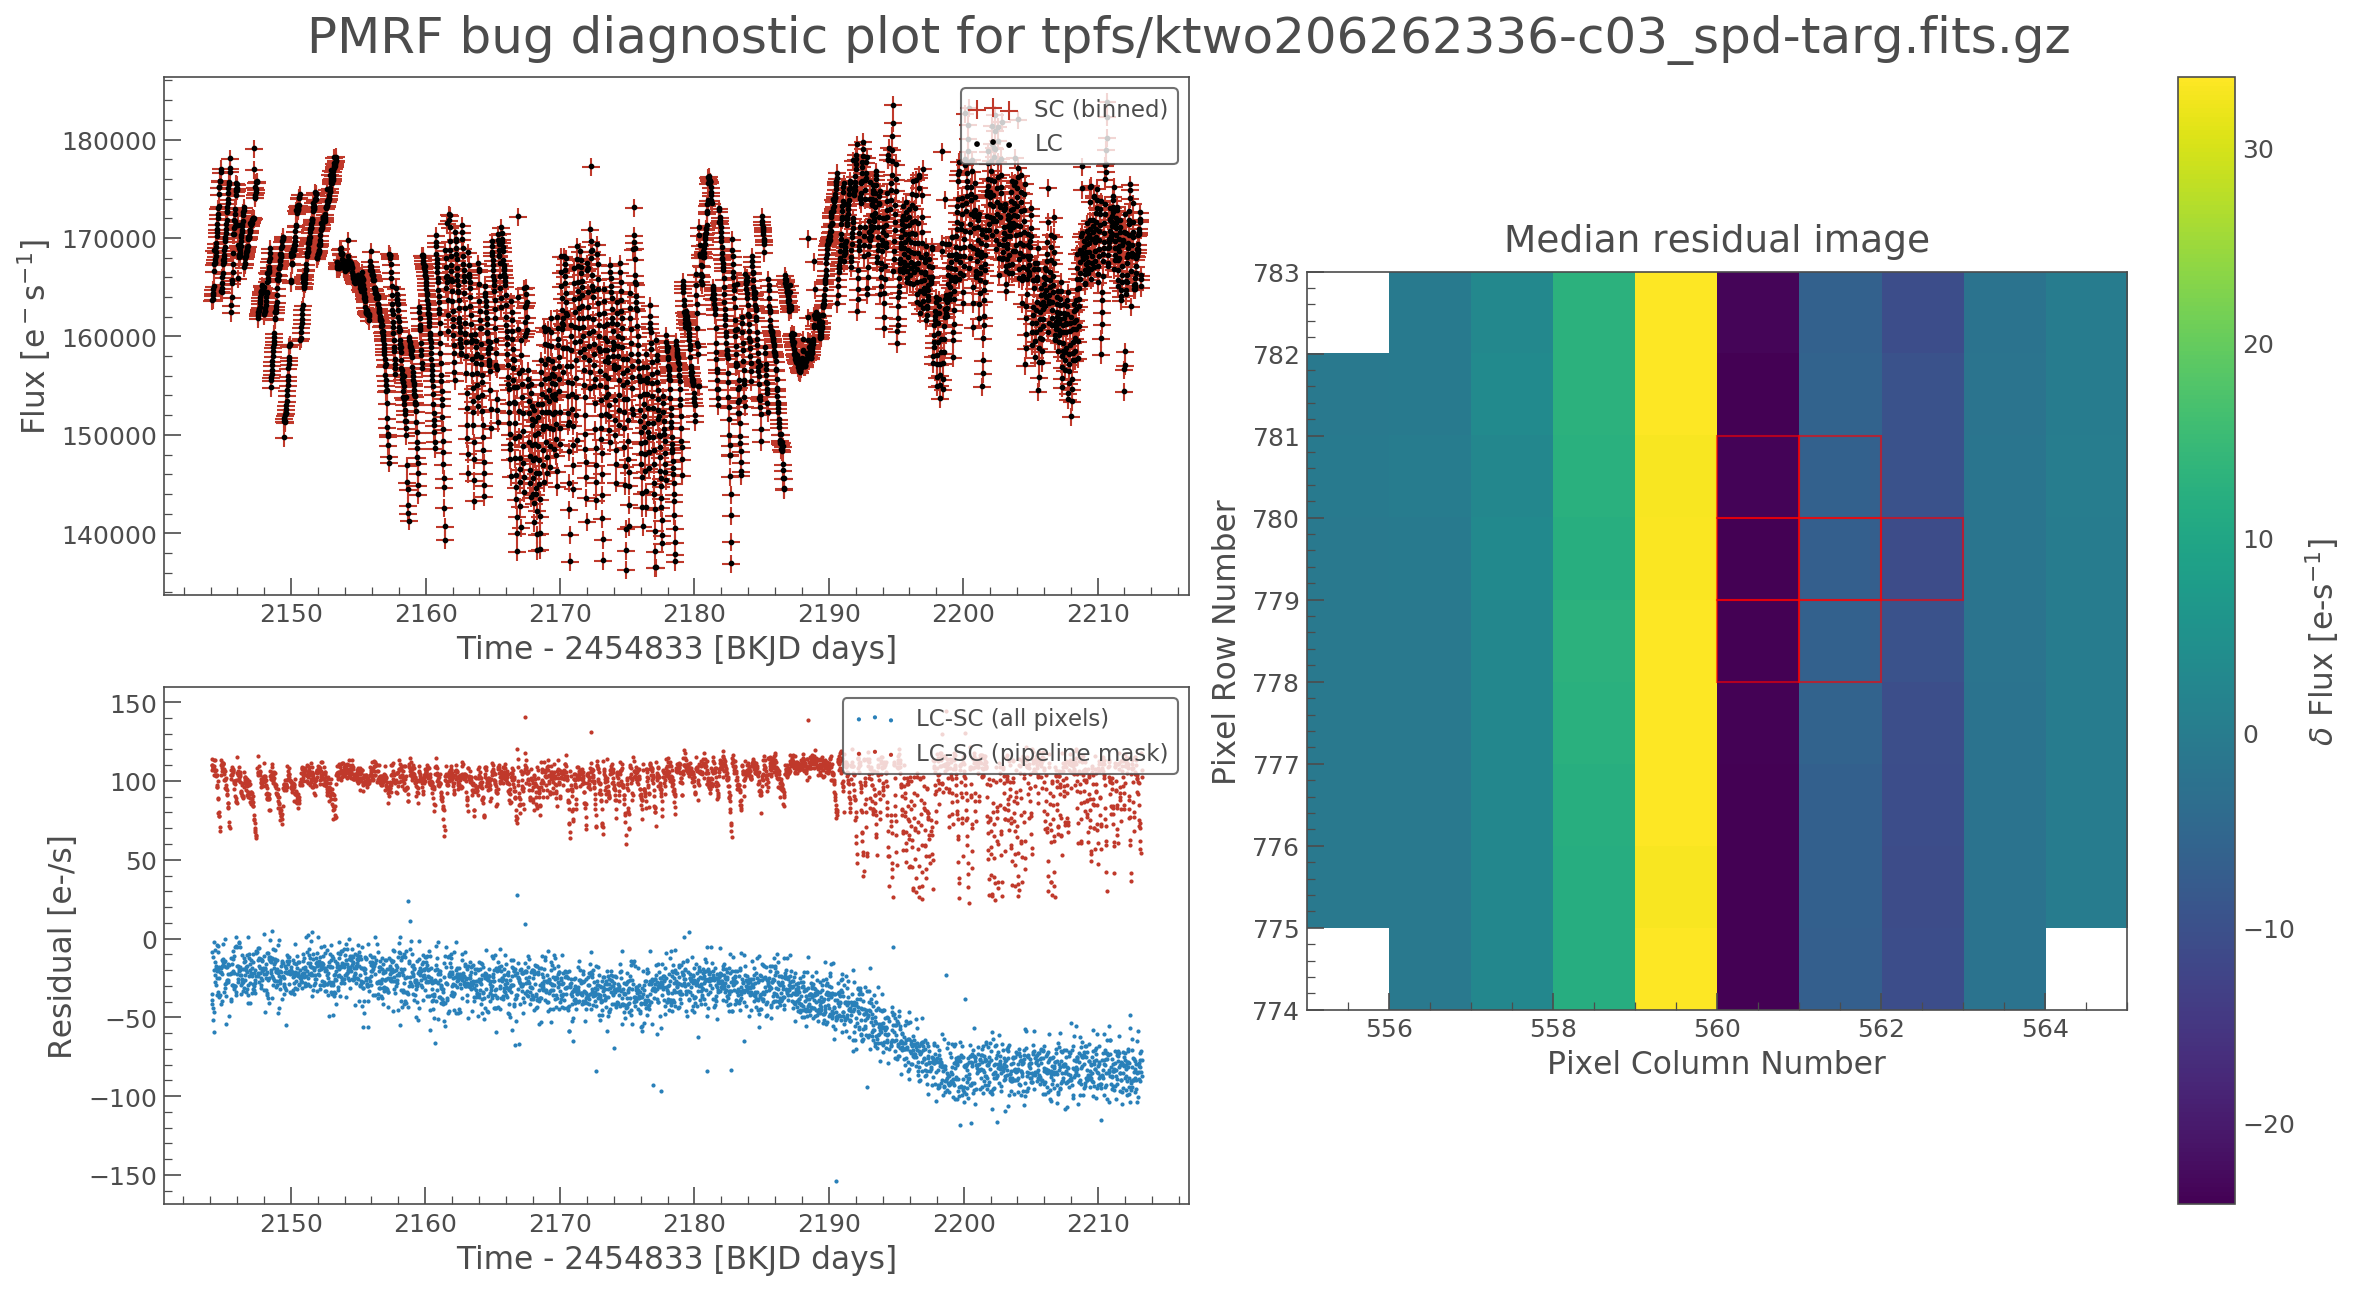 PMRF bug diagnostic plot for tpfs/ktwo206262336-c03_spd-targ.fits.gz
Flux [e⁻ s⁻¹]
180000
170000
160000
150000
140000
SC (binned)
LC
2150 2160 2170 2180 2190 2200 2210
Time - 2454833 [BKJD days]
Residual [e-/s]
150
100
50
0
−50
−100
−150
LC-SC (all pixels)
LC-SC (pipeline mask)
2150 2160 2170 2180 2190 2200 2210
Time - 2454833 [BKJD days]
Median residual image
Pixel Row Number
783
782
781
780
779
778
777
776
775
774
556 558 560 562 564
Pixel Column Number
30
20
10
0
−10
−20
δ Flux [e-s⁻¹]